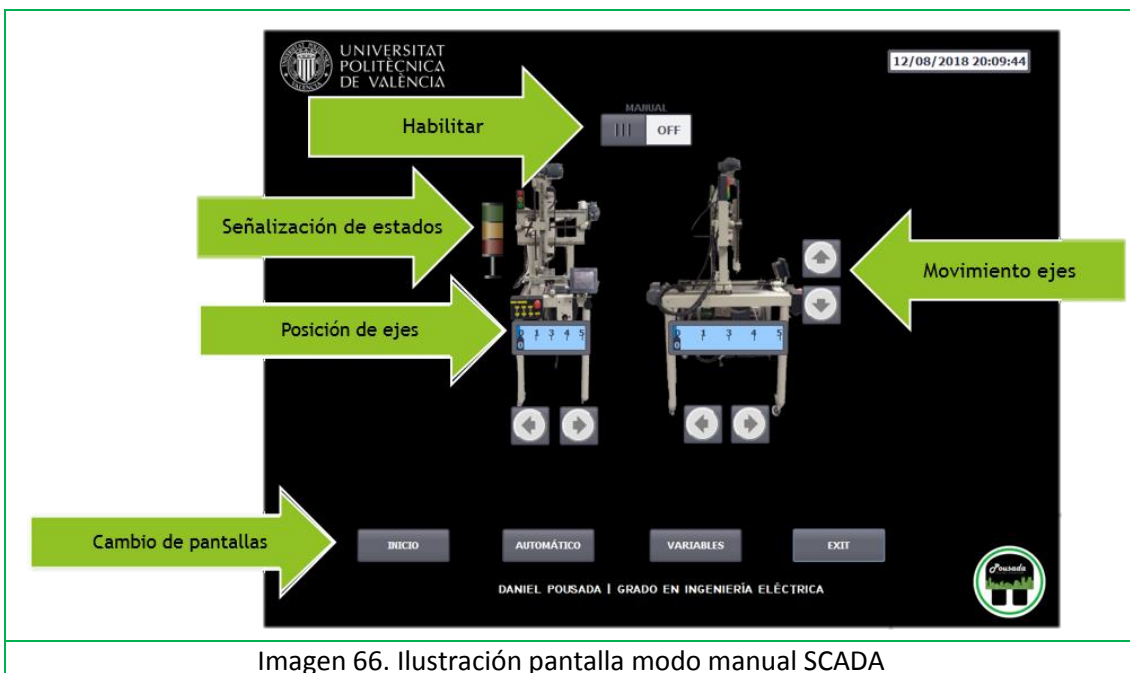 UNIVERSITAT
POLITÈCNICA
DE VALÈNCIA
12/08/2018 20:09:44
MANUAL
Habilitar
OFF
Señalización de estados
Movimiento ejes
Posición de ejes
0 1 3 4 5
0
0 1 3 4 5
0
Cambio de pantallas
INICIO
AUTOMÁTICO
VARIABLES
EXIT
Pousada
DANIEL POUSADA | GRADO EN INGENIERÍA ELÉCTRICA
Imagen 66. Ilustración pantalla modo manual SCADA